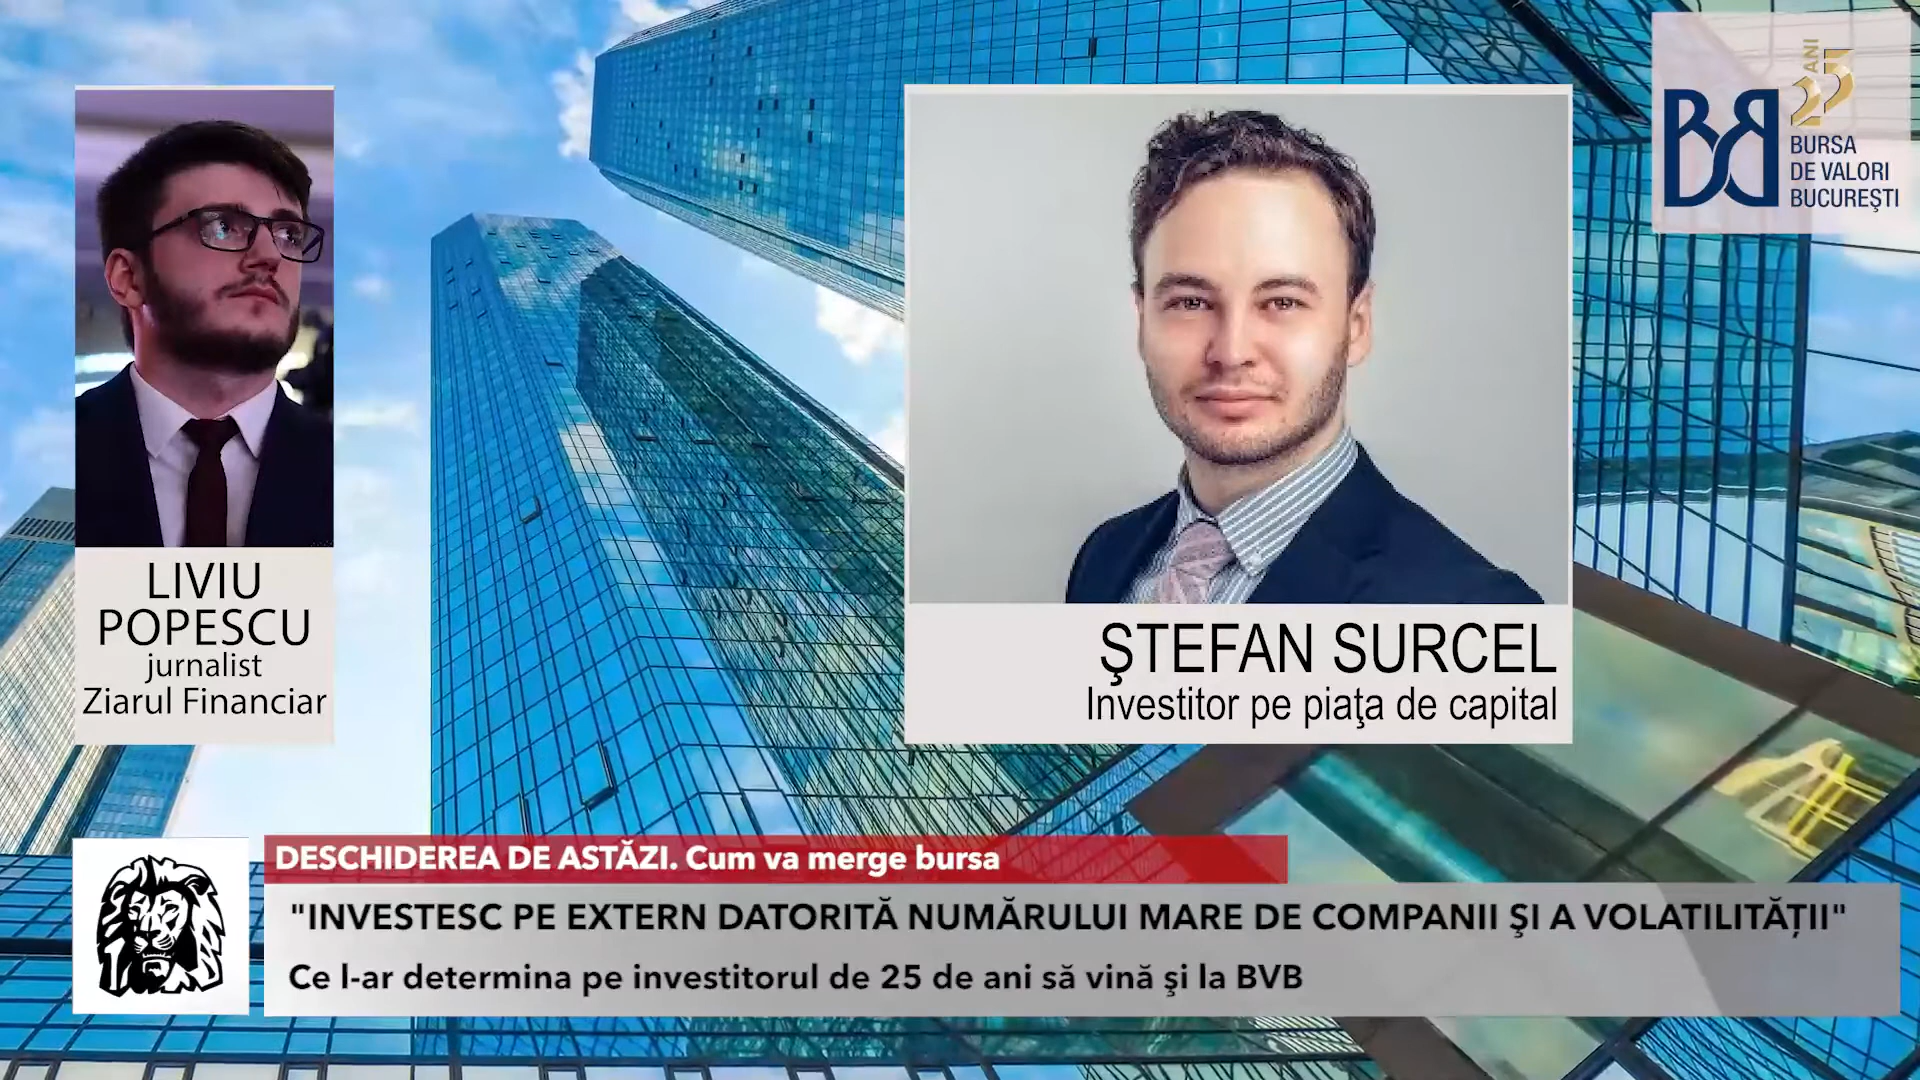 25 ANI
BVB
BURSA
DE VALORI
BUCUREŞTI
LIVIU
POPESCU
jurnalist
Ziarul Financiar
ŞTEFAN SURCEL
Investitor pe piaţa de capital
DESCHIDEREA DE ASTĂZI. Cum va merge bursa
"INVESTESC PE EXTERN DATORITĂ NUMĂRULUI MARE DE COMPANII ŞI A VOLATILITĂȚII"
Ce l-ar determina pe investitorul de 25 de ani să vină şi la BVB